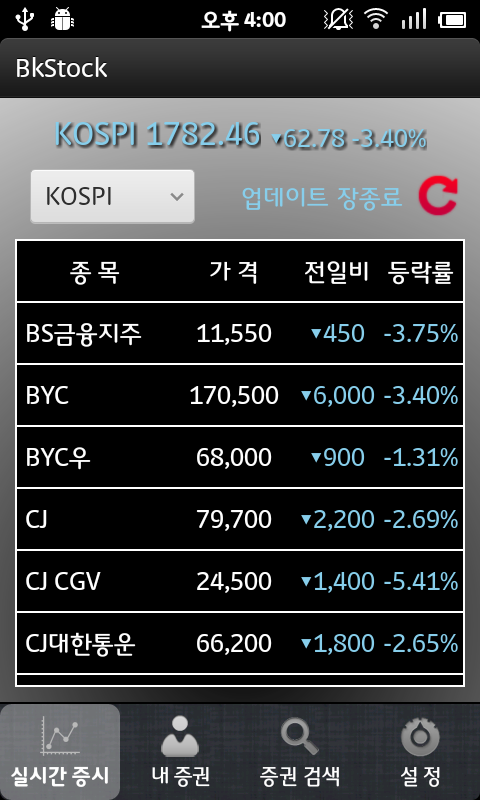 오후 4:00
BkStock
KOSPI 1782.46 ▼62.78 -3.40%
KOSPI 업데이트 장종료
종 목 가 격 전일비 등락률
BS금융지주 11,550 ▼450 -3.75%
BYC 170,500 ▼6,000 -3.40%
BYC우 68,000 ▼900 -1.31%
CJ 79,700 ▼2,200 -2.69%
CJ CGV 24,500 ▼1,400 -5.41%
CJ대한통운 66,200 ▼1,800 -2.65%
실시간 증시 내 증권 증권 검색 설 정